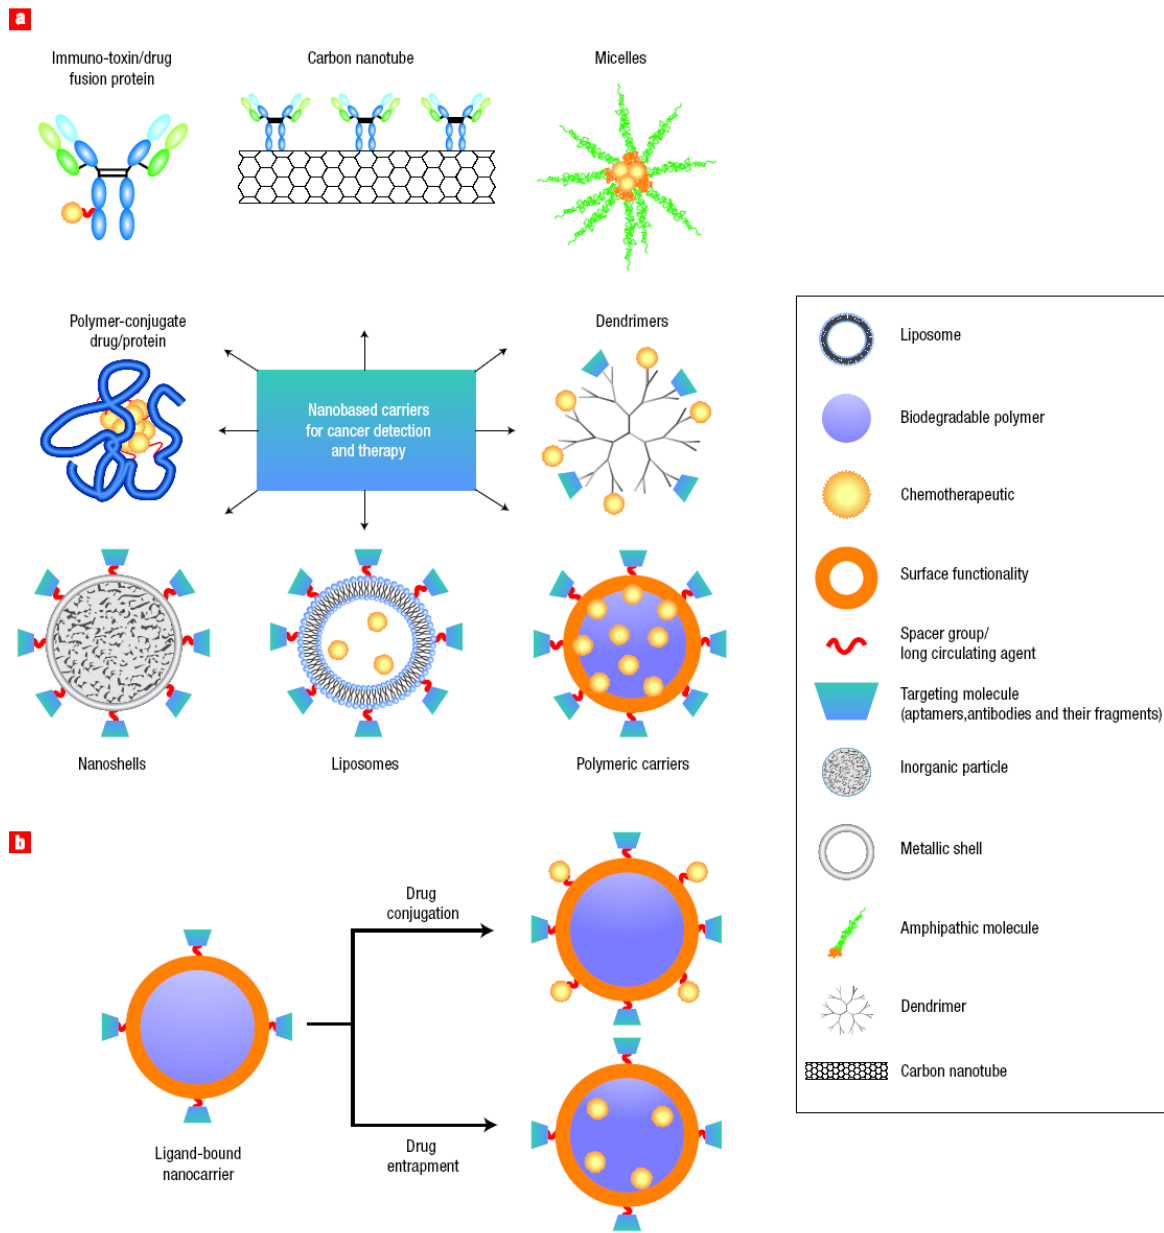 a
Immuno-toxin/drug
fusion protein
Carbon nanotube
Micelles
Polymer-conjugate
drug/protein
Nanobased carriers
for cancer detection
and therapy
Dendrimers
Nanoshells
Liposomes
Polymeric carriers
Liposome
Biodegradable polymer
Chemotherapeutic
Surface functionality
Spacer group/
long circulating agent
Targeting molecule
(aptamers,antibodies and their fragments)
Inorganic particle
Metallic shell
Amphipathic molecule
Dendrimer
Carbon nanotube
b
Ligand-bound
nanocarrier
Drug
conjugation
Drug
entrapment